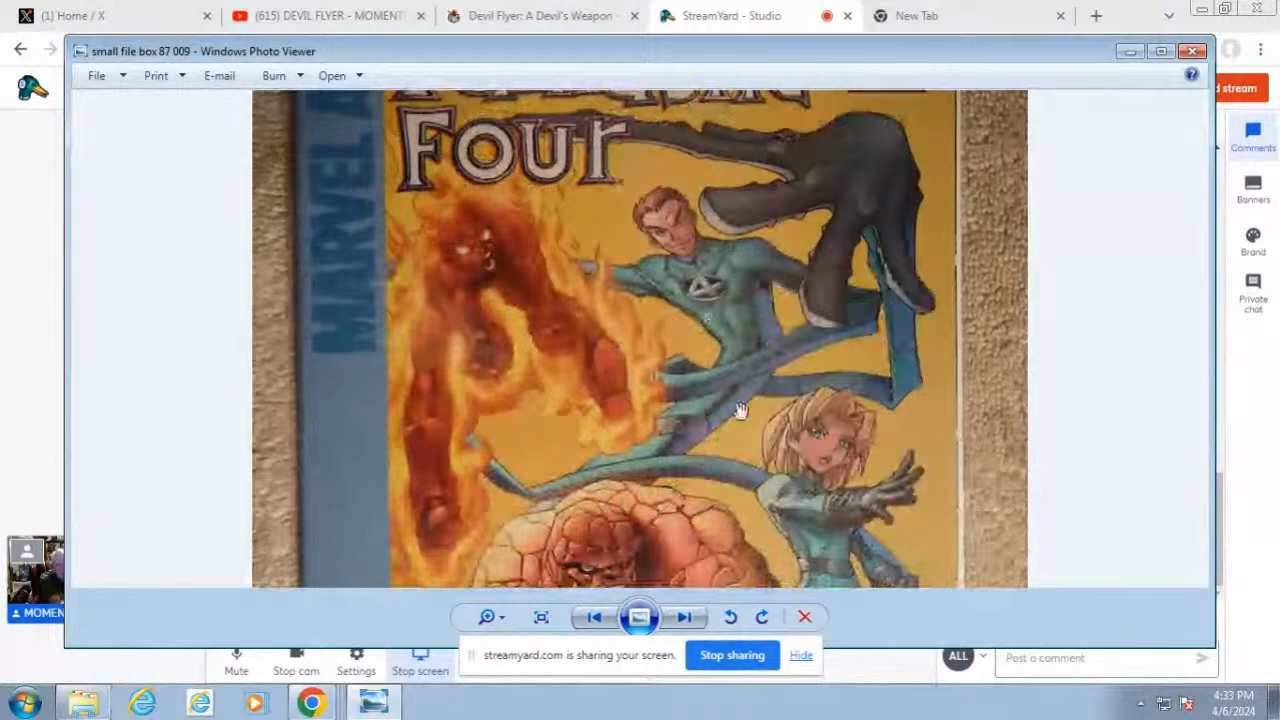 (1) Home / X
(615) DEVIL FLYER - MOMENT
Devil Flyer: A Devil's Weapon -
StreamYard - Studio
New Tab
small file box 87 009 - Windows Photo Viewer
File
Print
E-mail
Burn
Open
d stream
Comments
Banners
Brand
Private
chat
MARVEL A
Four
4
MOMEN
streamyard.com is sharing your screen.
Stop sharing
Hide
Mute
Stop cam
Settings
Stop screen
ALL
Post a comment
4:33 PM
4/6/2024